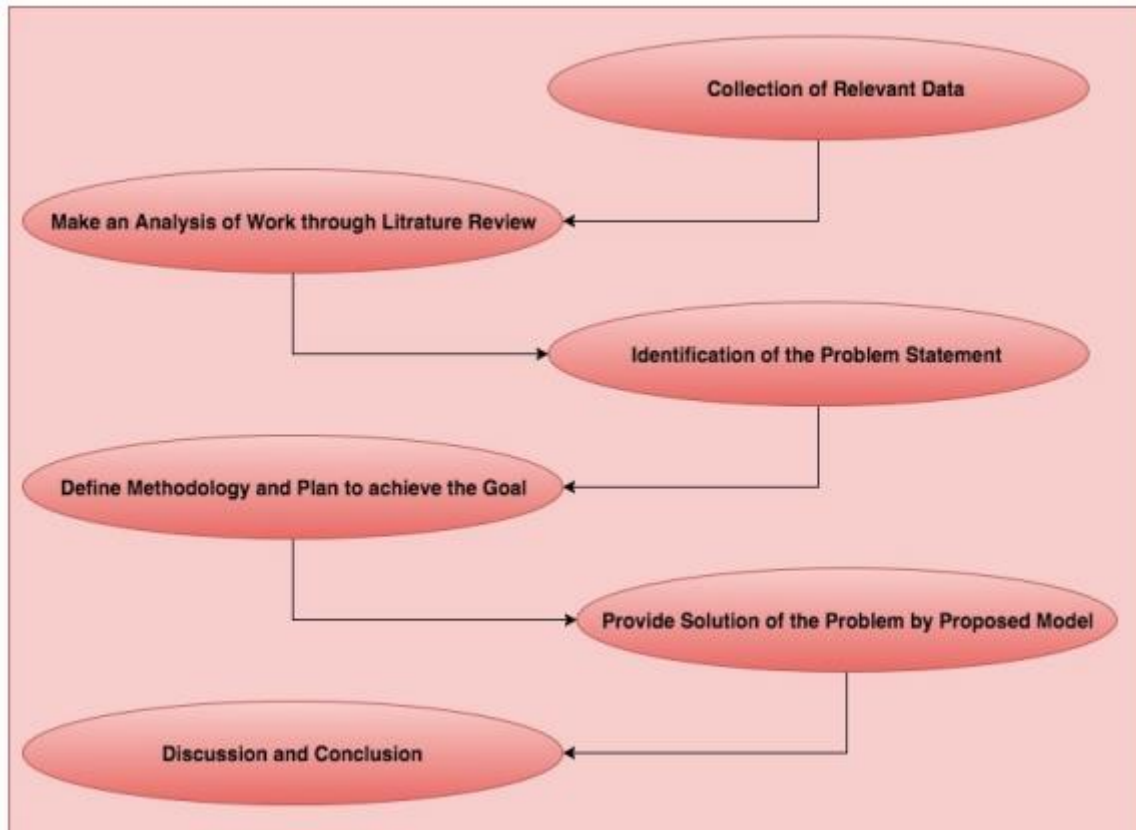 Collection of Relevant Data
Make an Analysis of Work through Litrature Review
Identification of the Problem Statement
Define Methodology and Plan to achieve the Goal
Provide Solution of the Problem by Proposed Model
Discussion and Conclusion